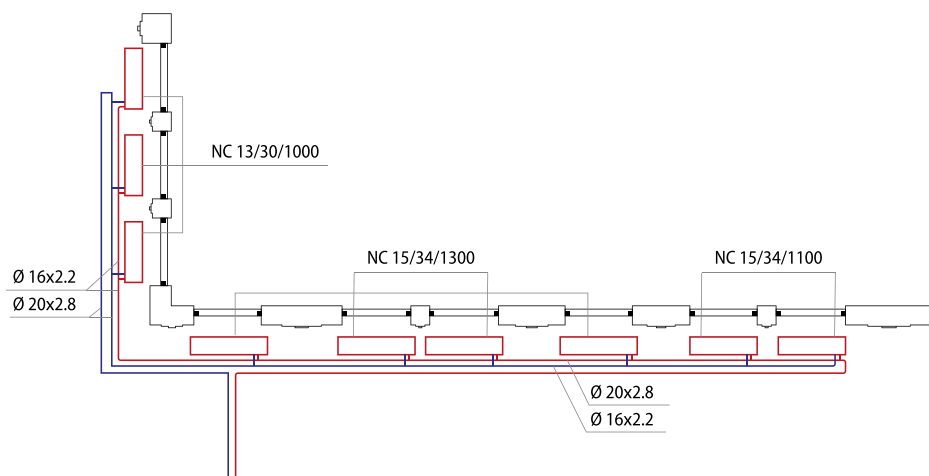 NC 13/30/1000
NC 15/34/1300
NC 15/34/1100
Ø 16x2.2
Ø 20x2.8
Ø 20x2.8
Ø 16x2.2